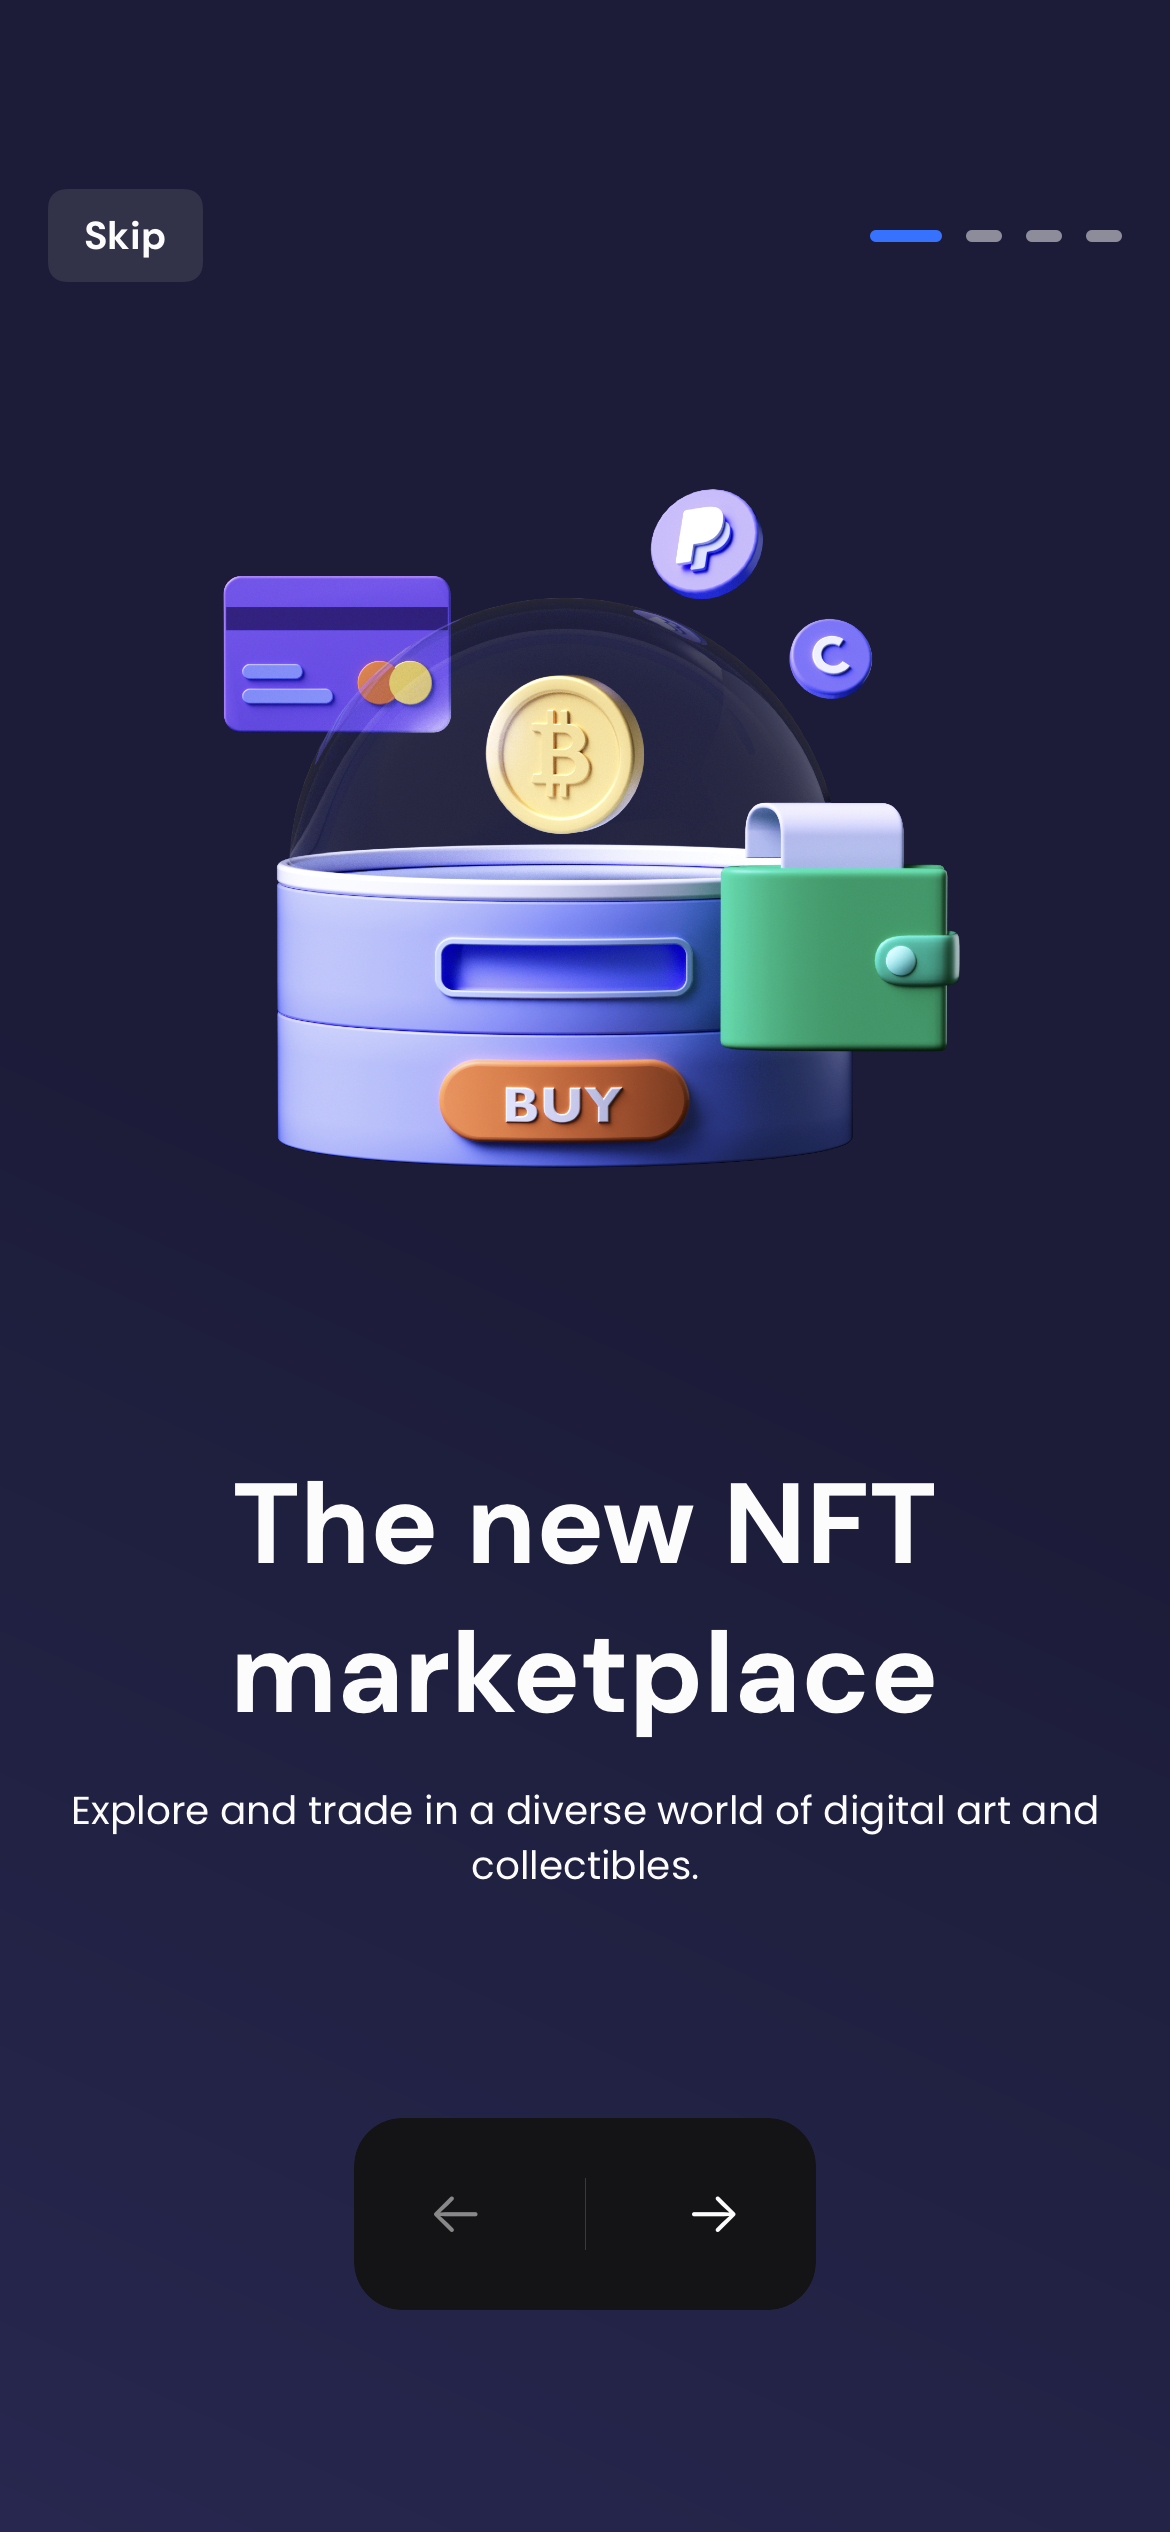 Skip
C
BUY
The new NFT
marketplace
Explore and trade in a diverse world of digital art and
collectibles.